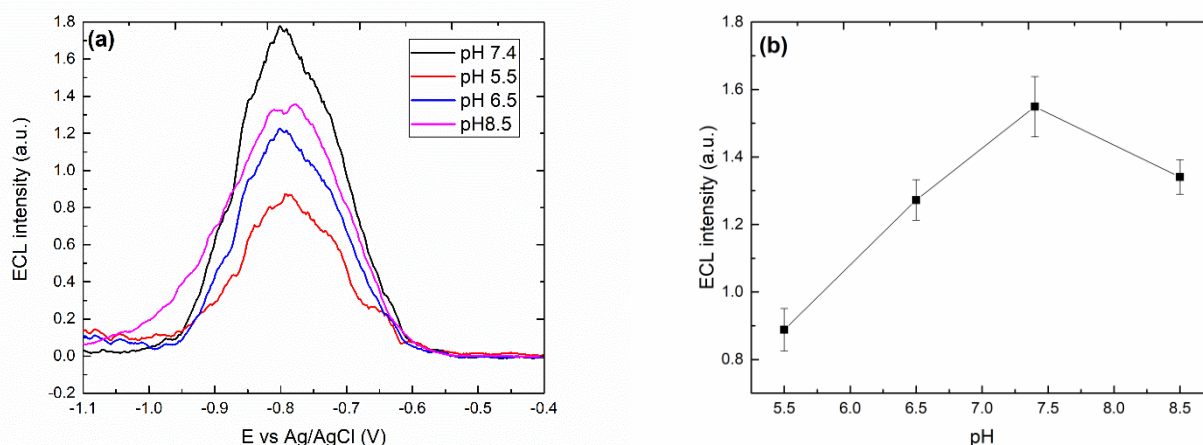 (a)
pH 7.4
pH 5.5
pH 6.5
pH8.5
ECL intensity (a.u.)
1.8
1.6
1.4
1.2
1.0
0.8
0.6
0.4
0.2
0.0
-0.2
-1.1 -1.0 -0.9 -0.8 -0.7 -0.6 -0.5 -0.4
E vs Ag/AgCl (V)
(b)
ECL intensity (a.u.)
1.8
1.6
1.4
1.2
1.0
0.8
5.5 6.0 6.5 7.0 7.5 8.0 8.5
pH